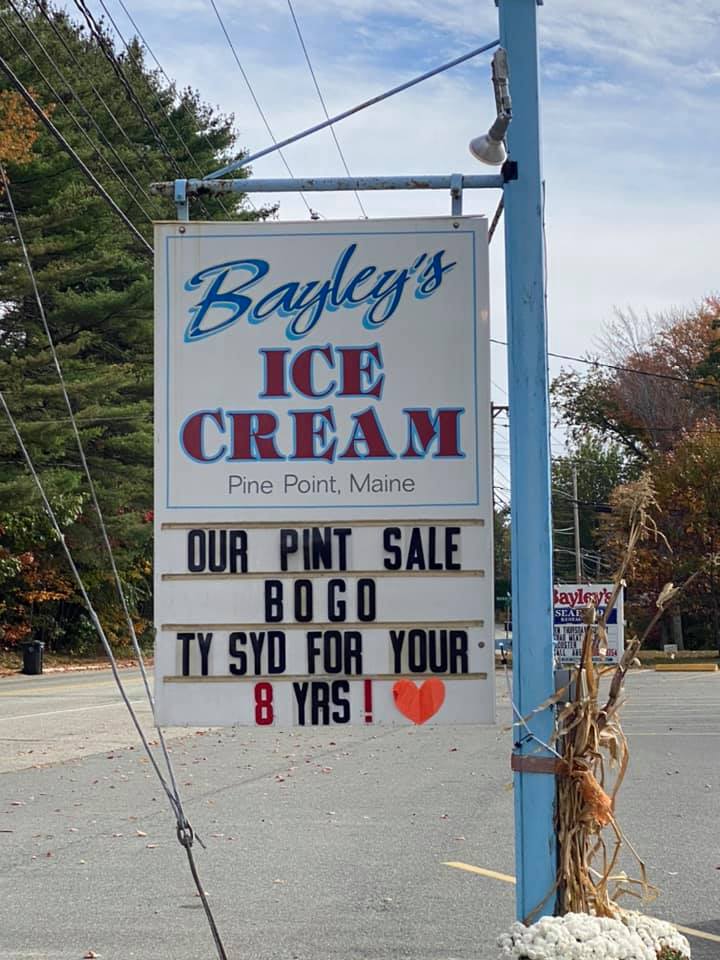 Bayley's
ICE
CREAM
Pine Point, Maine
OUR PINT SALE
BOGO
TY SYD FOR YOUR
8 YRS!
Bayley's